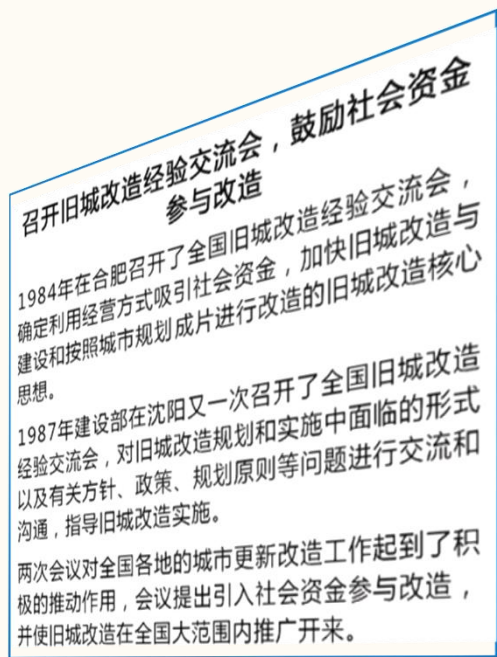 召开旧城改造经验交流会，鼓励社会资金
参与改造
1984年在合肥召开了全国旧城改造经验交流会，
确定利用经营方式吸引社会资金，加快旧城改造与
建设和按照城市规划成片进行改造的旧城改造核心
思想。
1987年建设部在沈阳又一次召开了全国旧城改造
经验交流会，对旧城改造规划和实施中面临的形式
以及有关方针、政策、规划原则等问题进行交流和
沟通，指导旧城改造实施。
两次会议对全国各地的城市更新改造工作起到了积
极的推动作用，会议提出引入社会资金参与改造，
并使旧城改造在全国大范围内推广开来。